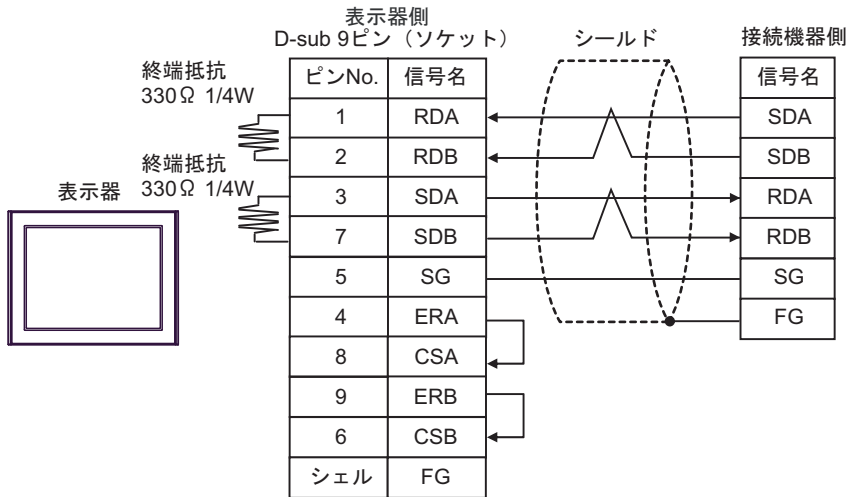 表示器側
D-sub 9ピン（ソケット）
シールド
接続機器側
終端抵抗
330Ω 1/4W
終端抵抗
330Ω 1/4W
表示器
ピンNo. 信号名
1 RDA
2 RDB
3 SDA
7 SDB
5 SG
4 ERA
8 CSA
9 ERB
6 CSB
シェル FG
信号名
SDA
SDB
RDA
RDB
SG
FG